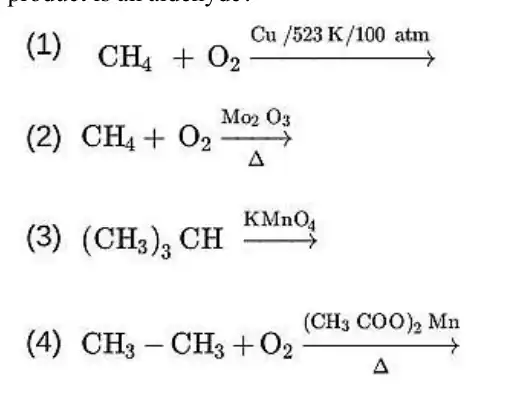 product is an aldehyde?
(1) CH₄ + O₂ Cu /523 K/100 atm ⟶
(2) CH₄ + O₂ Mo₂ O₃ ⟶ Δ
(3) (CH₃)₃ CH KMnO₄ ⟶
(4) CH₃ – CH₃ + O₂ (CH₃ COO)₂ Mn ⟶ Δ